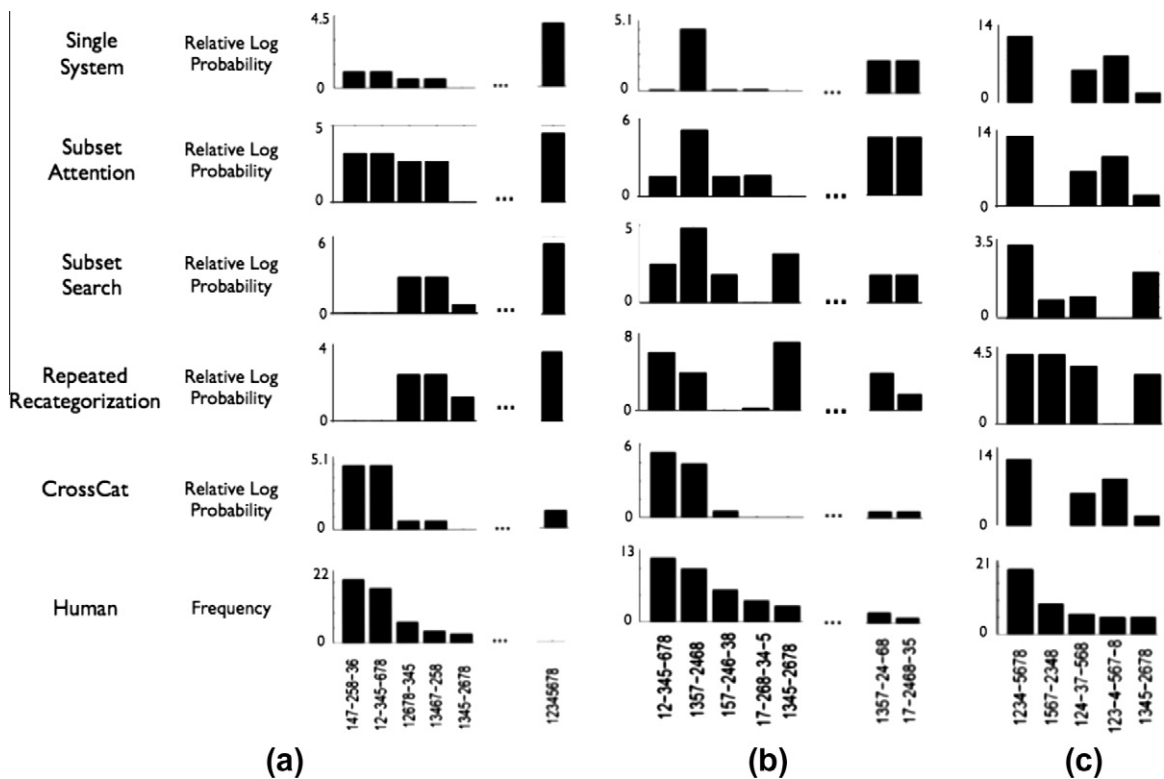 Single
System
Relative Log
Probability
4.5
0
...
5.1
0
...
14
0
Subset
Attention
Relative Log
Probability
5
0
...
6
0
...
14
0
Subset
Search
Relative Log
Probability
6
0
...
5
0
...
3.5
0
Repeated
Recategorization
Relative Log
Probability
4
0
...
8
0
...
4.5
0
CrossCat
Relative Log
Probability
5.1
0
...
6
0
...
14
0
Human
Frequency
22
0
...
13
0
...
21
0
147-258-36
12-345-678
12678-345
13467-258
1345-2678
12345678
12-345-678
1357-2468
157-246-38
17-268-34-5
1345-2678
1357-24-68
17-2468-35
1234-5678
1567-2348
124-37-568
123-4-567-8
1345-2678
(a)
(b)
(c)